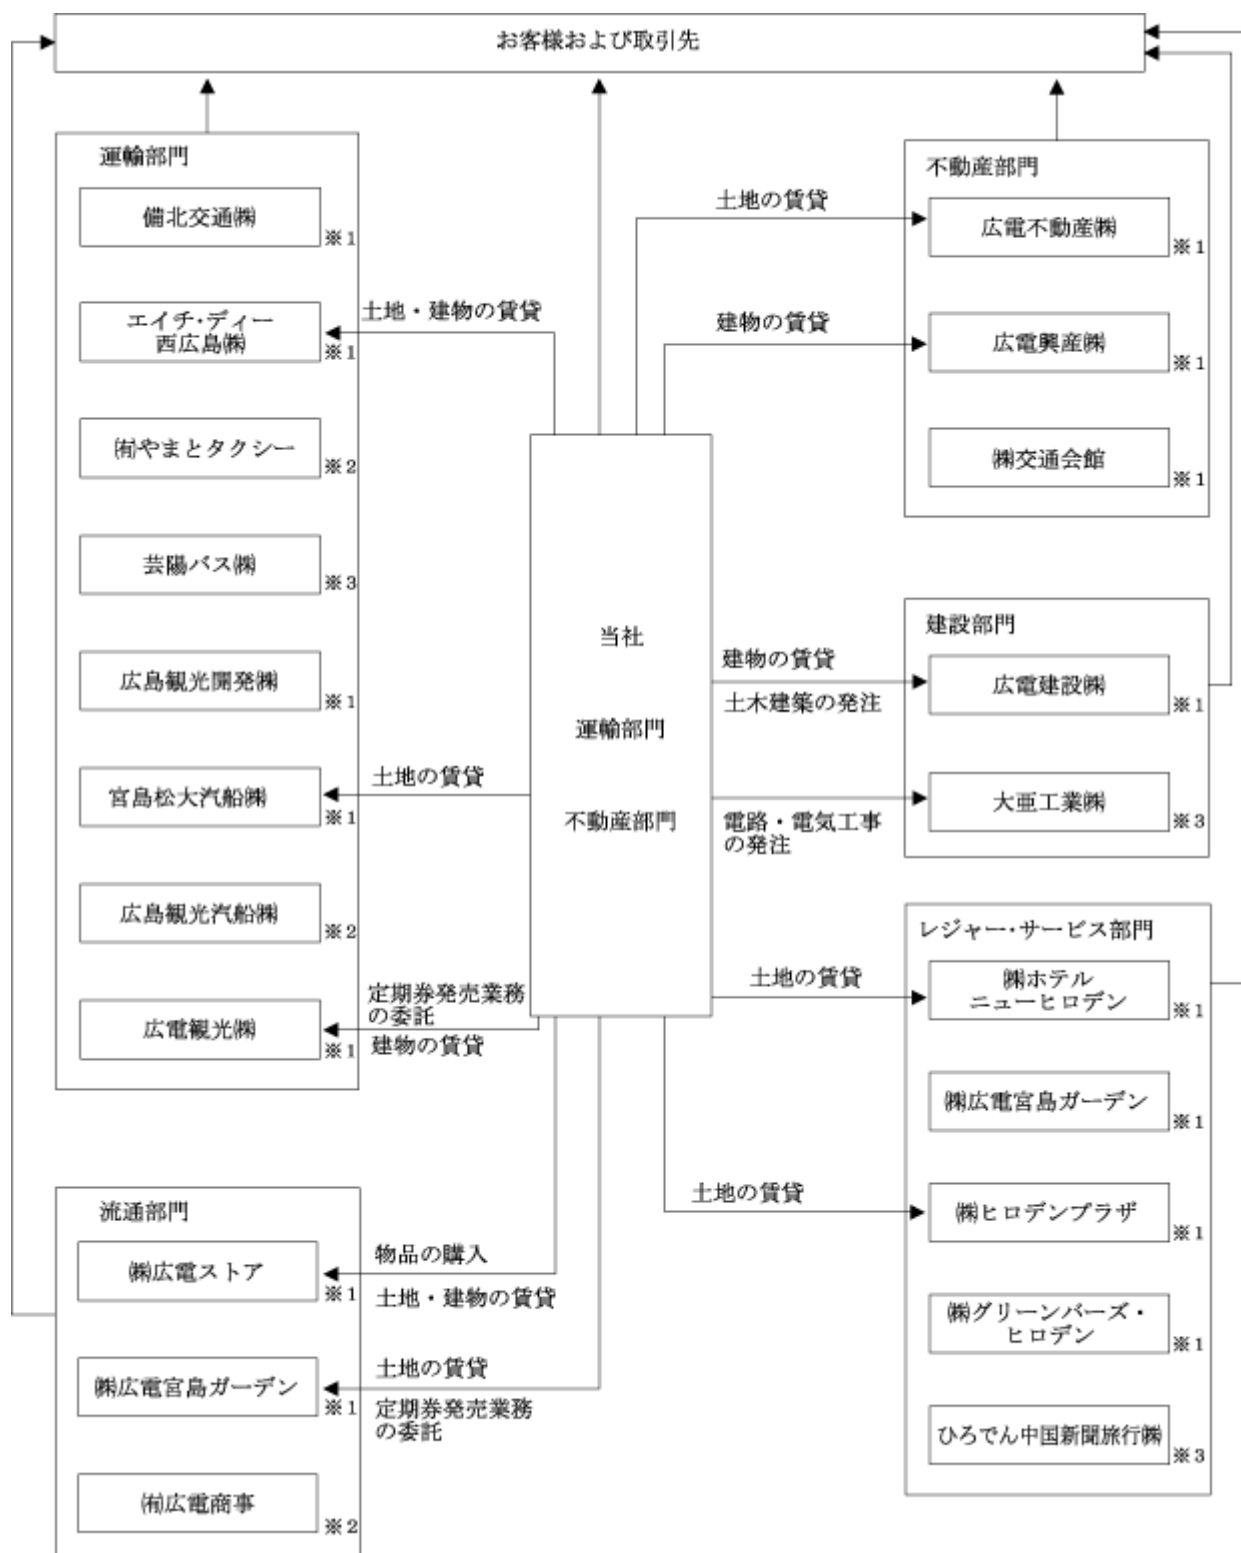 お客様および取引先
運輸部門
備北交通㈱
※1
エイチ・ディー
西広島㈱
※1
㈲やまとタクシー
※2
芸陽バス㈱
※3
広島観光開発㈱
※1
宮島松大汽船㈱
※1
広島観光汽船㈱
※2
広電観光㈱
※1
流通部門
㈱広電ストア
※1
㈱広電宮島ガーデン
※1
㈲広電商事
※2
土地・建物の賃貸
土地の賃貸
定期券発売業務
の委託
建物の賃貸
物品の購入
土地・建物の賃貸
土地の賃貸
定期券発売業務
の委託
当社
運輸部門
不動産部門
土地の賃貸
建物の賃貸
建物の賃貸
土木建築の発注
電路・電気工事
の発注
土地の賃貸
土地の賃貸
不動産部門
広電不動産㈱
※1
広電興産㈱
※1
㈱交通会館
※1
建設部門
広電建設㈱
※1
大亜工業㈱
※3
レジャー・サービス部門
㈱ホテル
ニューヒロデン
※1
㈱広電宮島ガーデン
※1
㈱ヒロデンプラザ
※1
㈱グリーンバーズ・
ヒロデン
※1
ひろでん中国新聞旅行㈱
※3